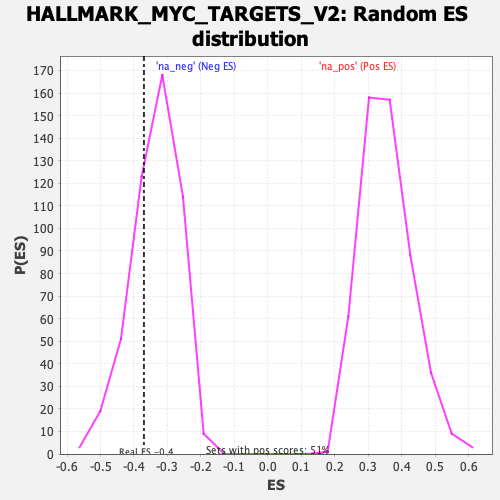 HALLMARK_MYC_TARGETS_V2: Random ES
distribution
'na_neg' (Neg ES)
'na_pos' (Pos ES)
170
160
150
140
130
120
110
100
90
80
70
60
50
40
30
20
10
0
P(ES)
Real ES -0.4
Sets with pos scores: 51%
-0.6 -0.5 -0.4 -0.3 -0.2 -0.1 0.0 0.1 0.2 0.3 0.4 0.5 0.6
ES